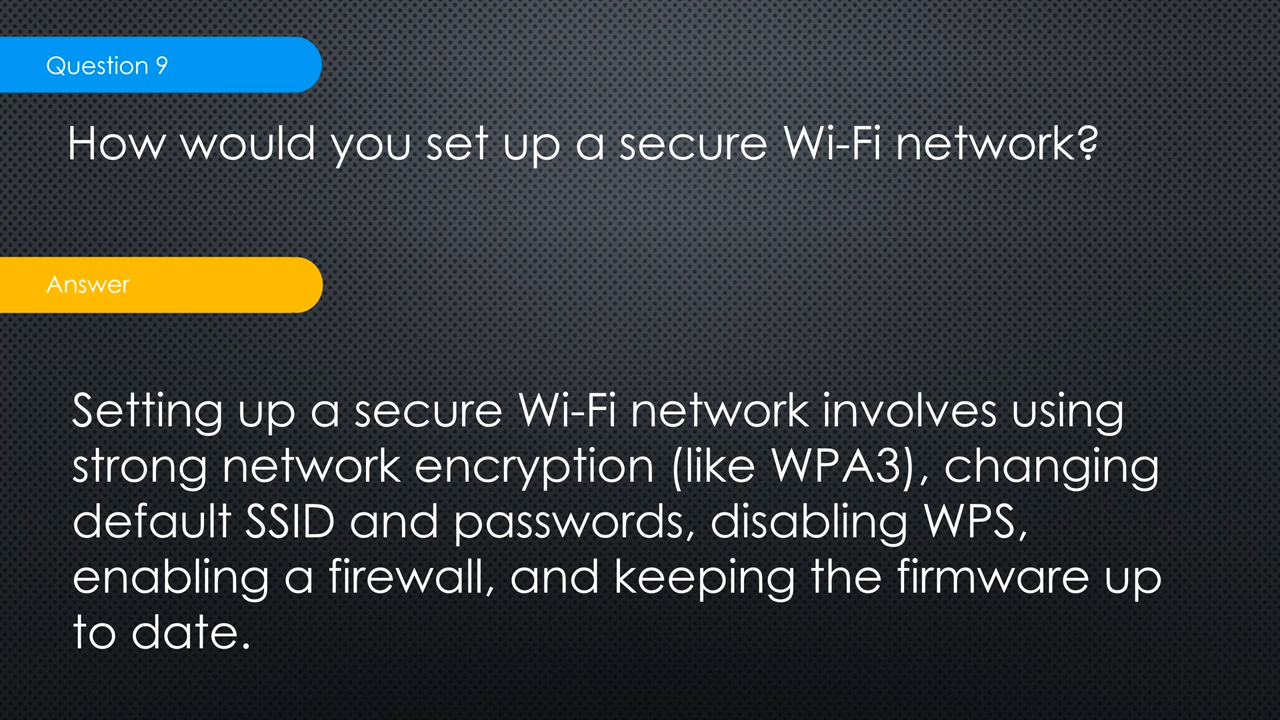 Question 9
How would you set up a secure Wi-Fi network?
Answer
Setting up a secure Wi-Fi network involves using
strong network encryption (like WPA3), changing
default SSID and passwords, disabling WPS,
enabling a firewall, and keeping the firmware up
to date.